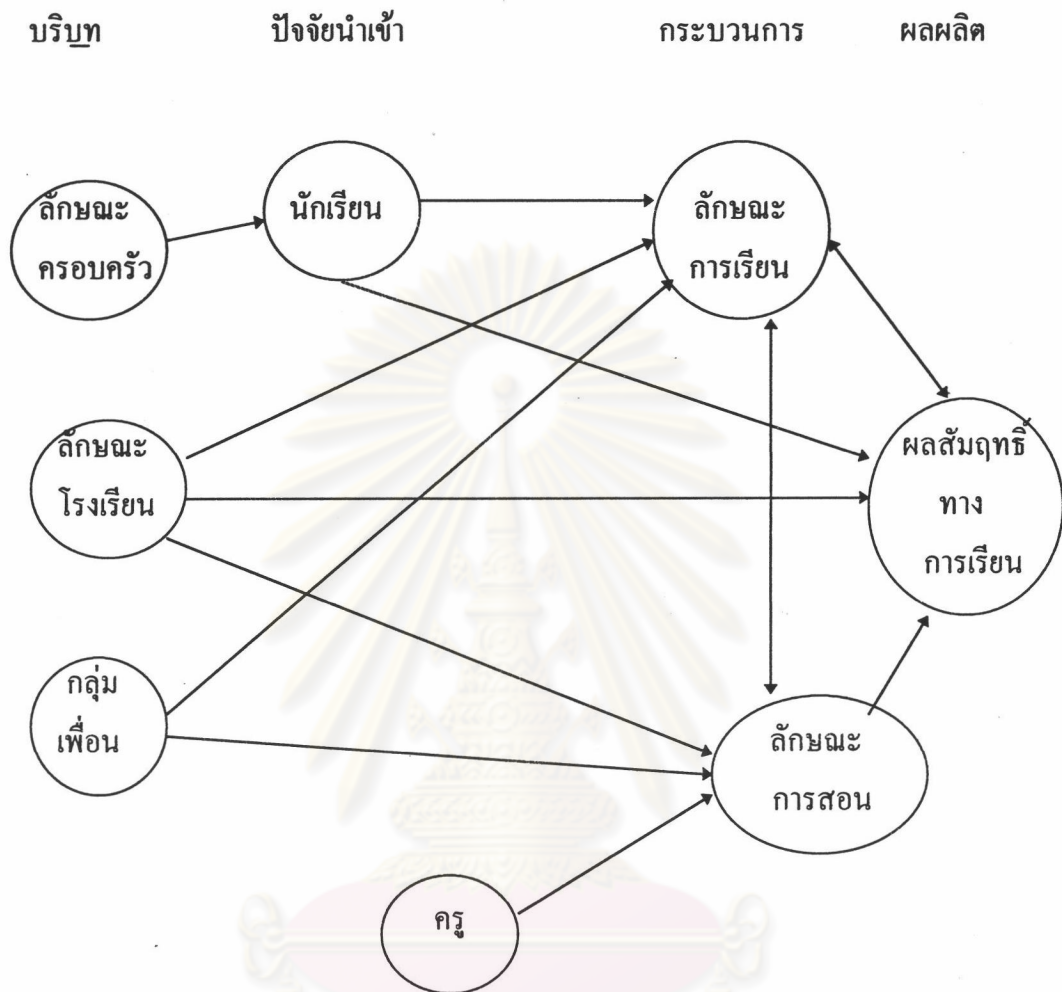 บริบท ปัจจัยนำเข้า กระบวนการ ผลผลิต
ลักษณะ
ครอบครัว
นักเรียน
ลักษณะ
การเรียน
ลักษณะ
โรงเรียน
ผลสัมฤทธิ์
ทาง
การเรียน
กลุ่ม
เพื่อน
ลักษณะ
การสอน
ครู